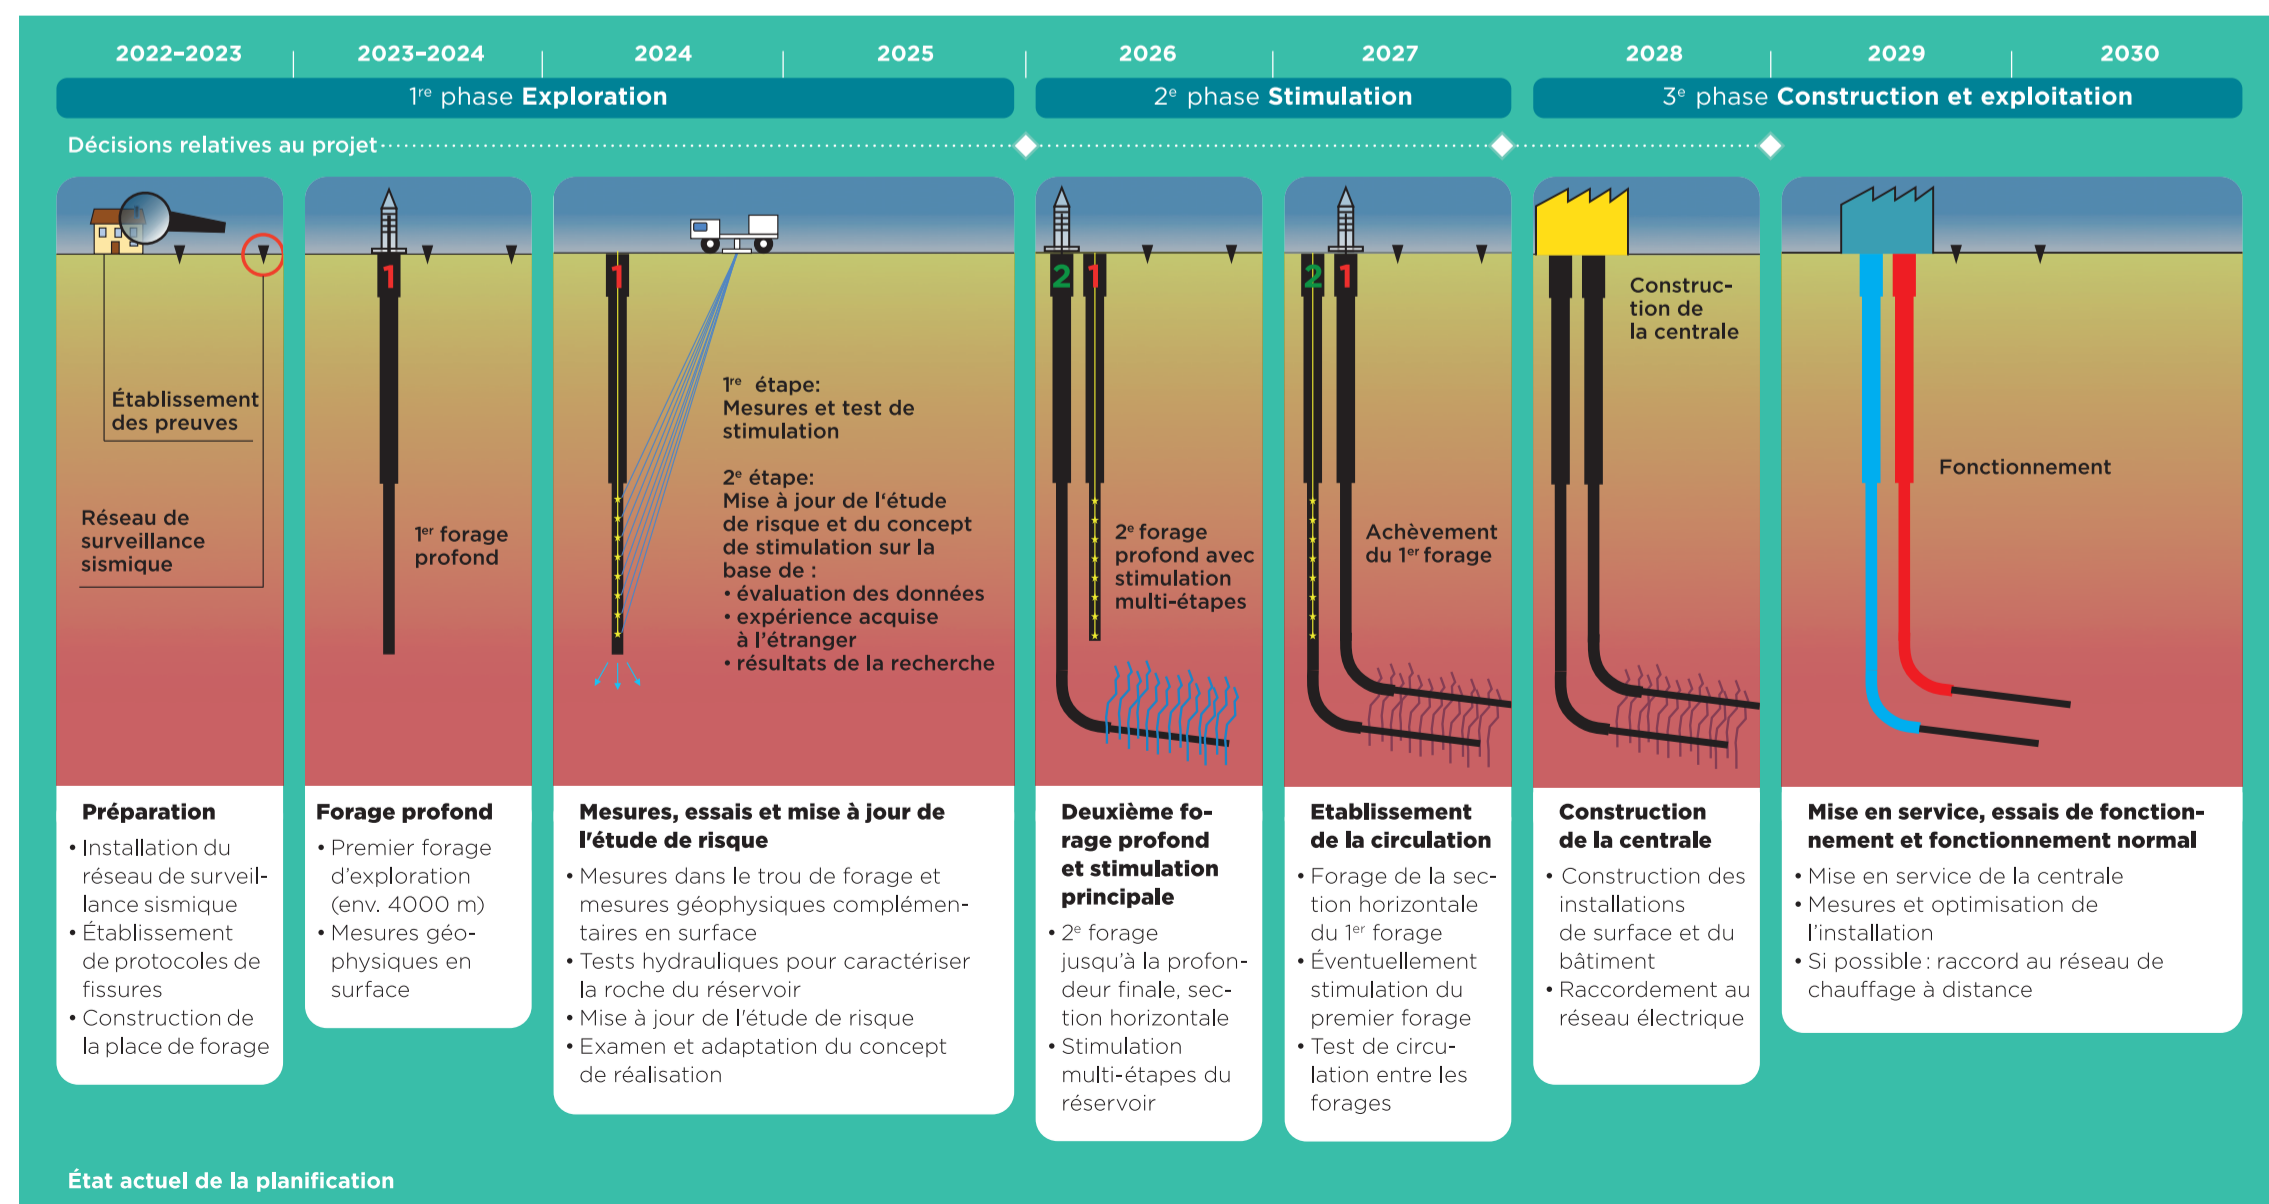 2022–2023
2023–2024
2024
2025
2026
2027
2028
2029
2030
1re phase Exploration
2e phase Stimulation
3e phase Construction et exploitation
Décisions relatives au projet
Établissement
des preuves
Réseau de
surveillance
sismique
1
1er forage
profond
1
1re étape:
Mesures et test de
stimulation
2e étape:
Mise à jour de l‘étude
de risque et du concept
de stimulation sur la
base de :
• évaluation des données
• expérience acquise
à l’étranger
• résultats de la recherche
2 1
2e forage
profond avec
stimulation
multi-étapes
2 1
Achèvement
du 1er forage
Construc-
tion de
la centrale
Fonctionnement
Préparation
• Installation du
réseau de surveil-
lance sismique
• Établissement
de protocoles de
fissures
• Construction de
la place de forage
Forage profond
• Premier forage
d’exploration
(env. 4000 m)
• Mesures géo-
physiques en
surface
Mesures, essais et mise à jour de
l'étude de risque
• Mesures dans le trou de forage et
mesures géophysiques complémen-
taires en surface
• Tests hydrauliques pour caractériser
la roche du réservoir
• Mise à jour de l'étude de risque
• Examen et adaptation du concept
de réalisation
Deuxième fo-
rage profond
et stimulation
principale
• 2e forage
jusqu’à la profon-
deur finale, sec-
tion horizontale
• Stimulation
multi-étapes du
réservoir
Etablissement
de la circulation
• Forage de la sec-
tion horizontale
du 1er forage
• Éventuellement
stimulation du
premier forage
• Test de circu-
lation entre les
forages
Construction
de la centrale
• Construction des
installations
de surface et du
bâtiment
• Raccordement au
réseau électrique
Mise en service, essais de fonction-
nement et fonctionnement normal
• Mise en service de la centrale
• Mesures et optimisation de
l’installation
• Si possible : raccord au réseau de
chauffage à distance
État actuel de la planification